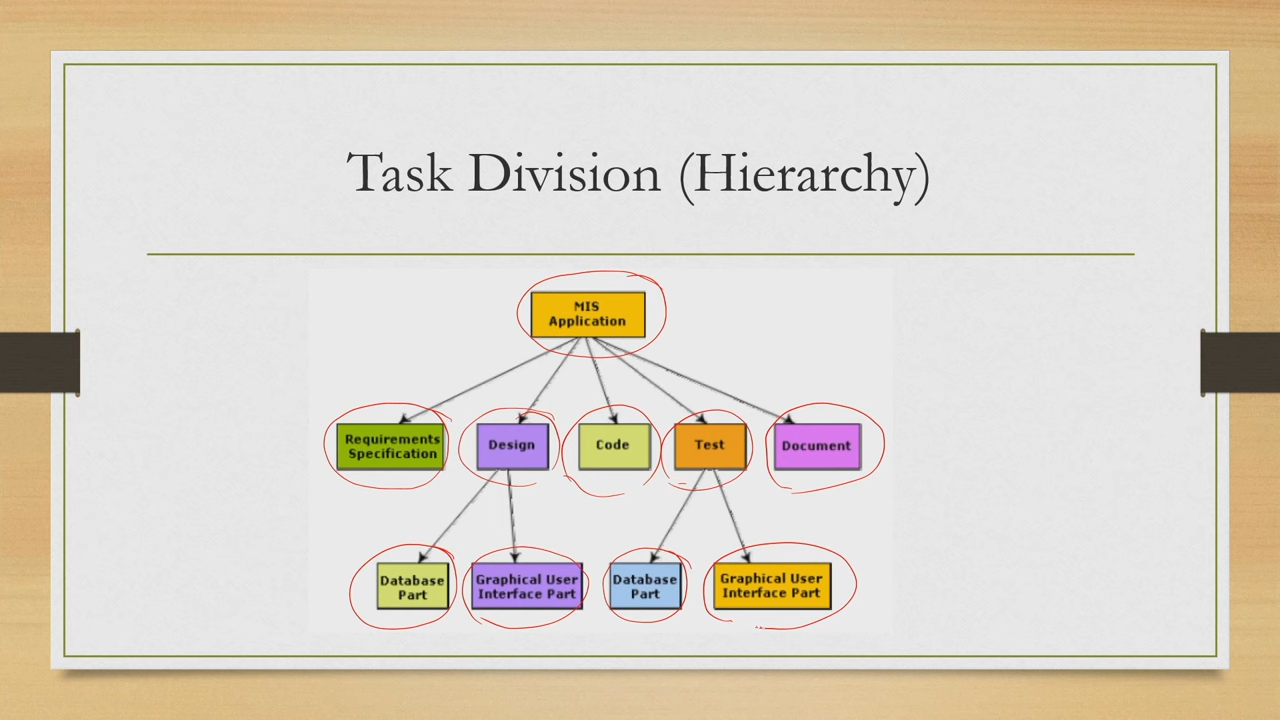 Task Division (Hierarchy)
MIS
Application
Requirements
Specification
Design
Code
Test
Document
Database
Part
Graphical User
Interface Part
Database
Part
Graphical User
Interface Part